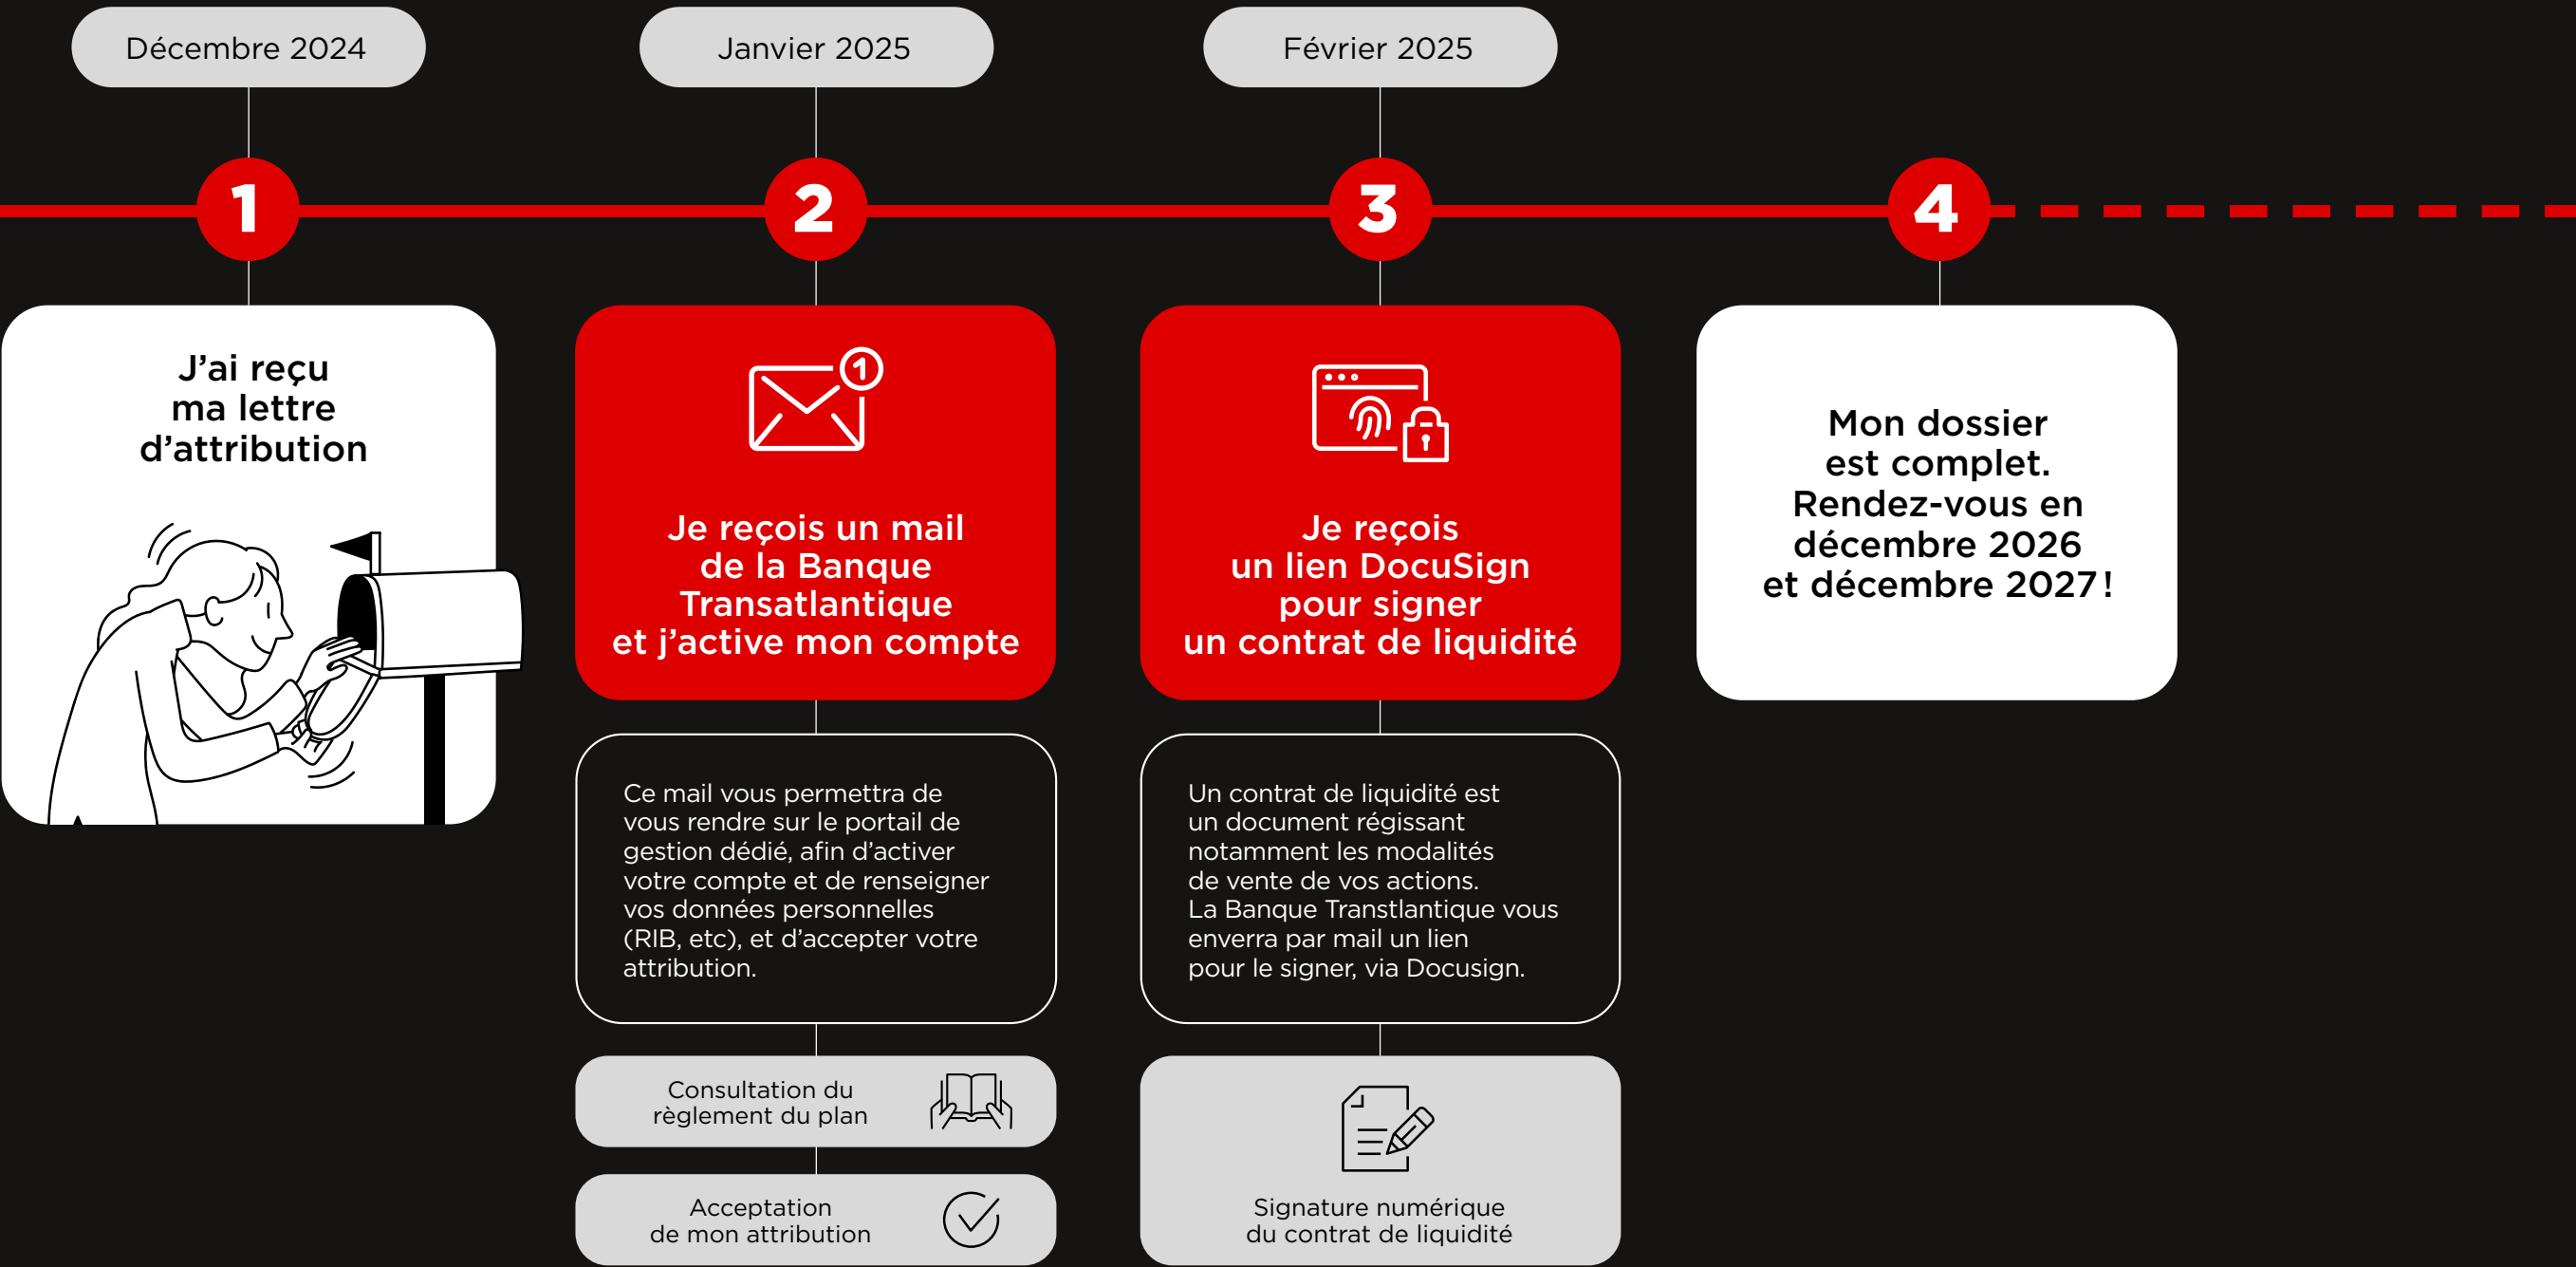 Décembre 2024
Janvier 2025
Février 2025
1
2
3
4
J’ai reçu
ma lettre
d’attribution
1
Je reçois un mail
de la Banque
Transatlantique
et j’active mon compte
Ce mail vous permettra de
vous rendre sur le portail de
gestion dédié, afin d’activer
votre compte et de renseigner
vos données personnelles
(RIB, etc), et d’accepter votre
attribution.
Consultation du
règlement du plan
Acceptation
de mon attribution
Je reçois
un lien DocuSign
pour signer
un contrat de liquidité
Un contrat de liquidité est
un document régissant
notamment les modalités
de vente de vos actions.
La Banque Transtlantique vous
enverra par mail un lien
pour le signer, via Docusign.
Signature numérique
du contrat de liquidité
Mon dossier
est complet.
Rendez-vous en
décembre 2026
et décembre 2027 !